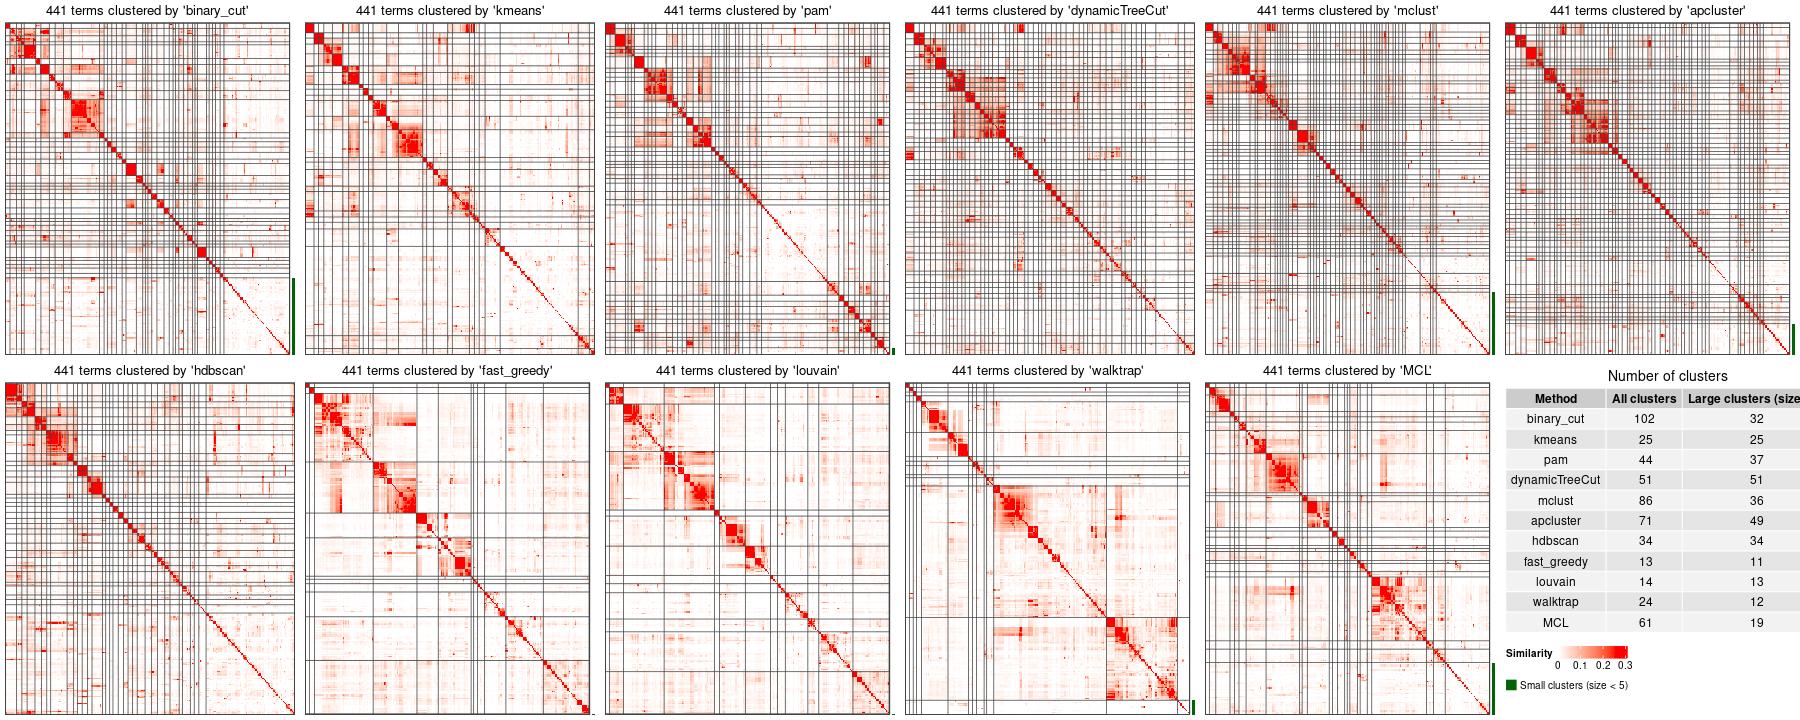 441 terms clustered by 'binary_cut'
441 terms clustered by 'kmeans'
441 terms clustered by 'pam'
441 terms clustered by 'dynamicTreeCut'
441 terms clustered by 'mclust'
441 terms clustered by 'apcluster'
441 terms clustered by 'hdbscan'
441 terms clustered by 'fast_greedy'
441 terms clustered by 'louvain'
441 terms clustered by 'walktrap'
441 terms clustered by 'MCL'
Number of clusters
Method All clusters Large clusters (size
binary_cut 102 32
kmeans 25 25
pam 44 37
dynamicTreeCut 51 51
mclust 86 36
apcluster 71 49
hdbscan 34 34
fast_greedy 13 11
louvain 14 13
walktrap 24 12
MCL 61 19
Similarity
0 0.1 0.2 0.3
Small clusters (size < 5)